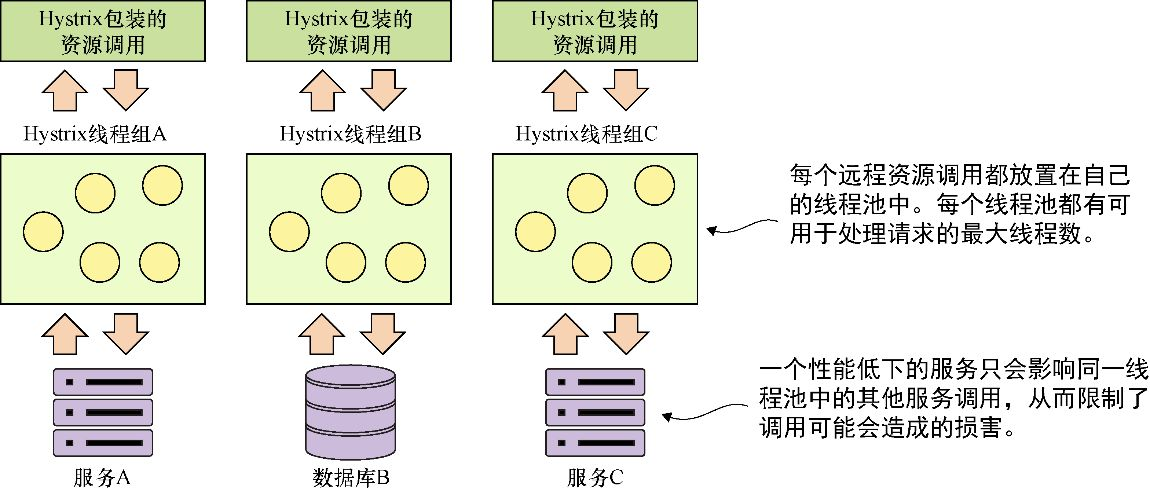 Hystrix包装的
资源调用
Hystrix包装的
资源调用
Hystrix包装的
资源调用
Hystrix线程组A
Hystrix线程组B
Hystrix线程组C
每个远程资源调用都放置在自己
的线程池中。每个线程池都有可
用于处理请求的最大线程数。
一个性能低下的服务只会影响同一线
程池中的其他服务调用，从而限制了
调用可能会造成的损害。
服务A
数据库B
服务C